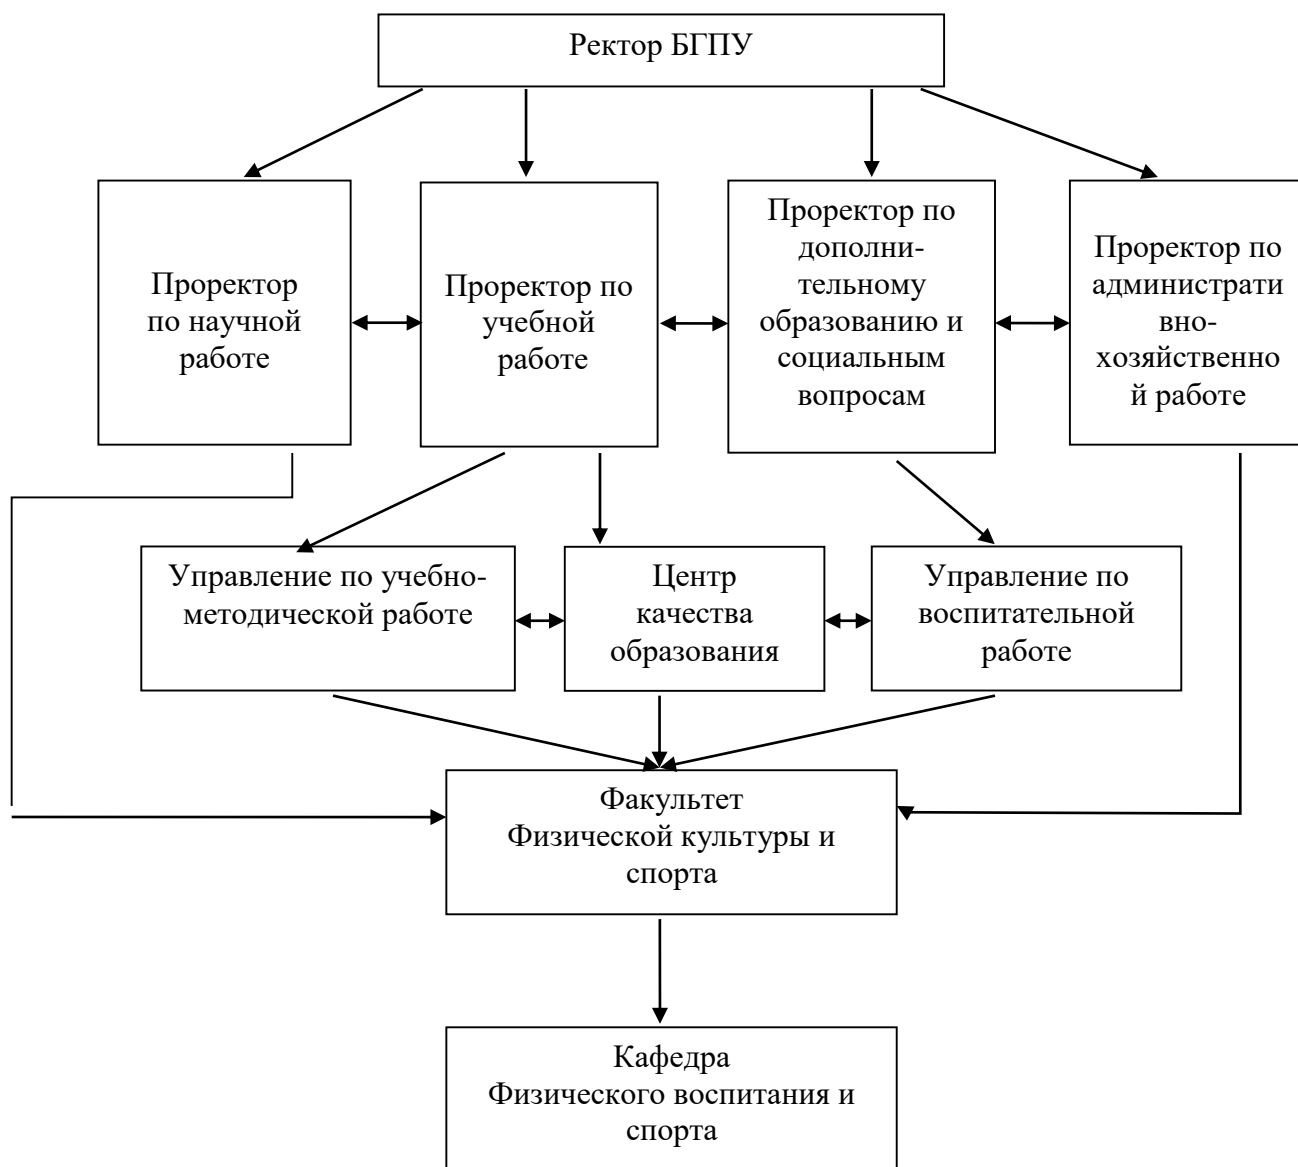 Ректор БГПУ
Проректор
по научной
работе
Проректор по
учебной
работе
Проректор по
дополни-
тельному
образованию и
социальным
вопросам
Проректор по
администрати
вно-
хозяйственно
й работе
Управление по учебно-
методической работе
Центр
качества
образования
Управление по
воспитательной
работе
Факультет
Физической культуры и
спорта
Кафедра
Физического воспитания и
спорта